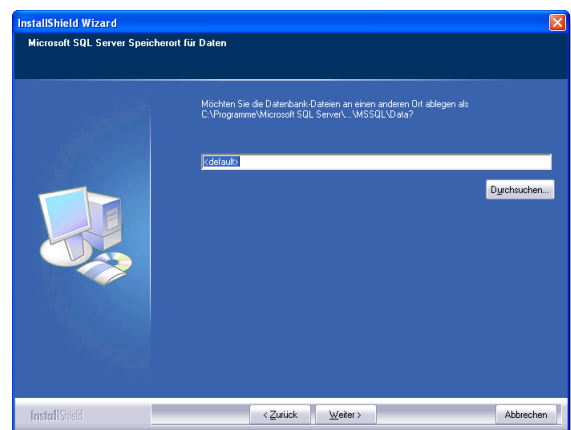 InstallShield Wizard
Microsoft SQL Server Speicherort für Daten
Möchten Sie die Datenbank-Dateien an einen anderen Ort ablegen als
C:\Programme\Microsoft SQL Server\...\MSSQL\Data?
<default>
Durchsuchen...
InstallShield
< Zurück
Weiter >
Abbrechen